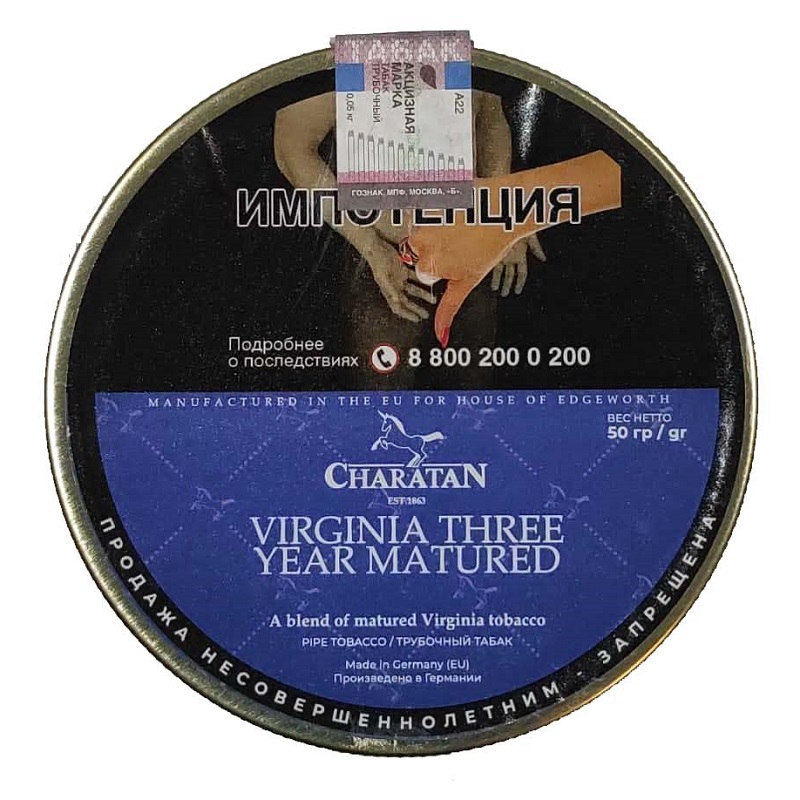 ТАБАК
АКЦИЗНАЯ
МАРКА
ТАБАК
ТРУБОЧНЫЙ
A22
0,05 кг
ГОЗНАК, МПФ, МОСКВА, «Б».
ИМПОТЕНЦИЯ
Подробнее
о последствиях
8 800 200 0 200
MANUFACTURED IN THE EU FOR HOUSE OF EDGEWORTH
ВЕС НЕТТО
50 гр / gr
CHARATAN
EST 1863
VIRGINIA THREE
YEAR MATURED
A blend of matured Virginia tobacco
PIPE TOBACCO / ТРУБОЧНЫЙ ТАБАК
Made in Germany (EU)
Произведено в Германии
ПРОДАЖА НЕСОВЕРШЕННОЛЕТНИМ - ЗАПРЕЩЕНА